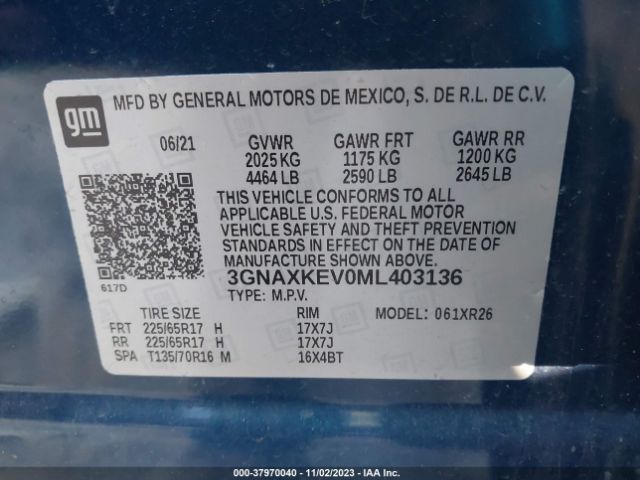 gm
MFD BY GENERAL MOTORS DE MEXICO, S. DE R.L. DE C.V.
06/21 GVWR GAWR FRT GAWR RR
2025 KG 1175 KG 1200 KG
4464 LB 2590 LB 2645 LB
THIS VEHICLE CONFORMS TO ALL
APPLICABLE U.S. FEDERAL MOTOR
VEHICLE SAFETY AND THEFT PREVENTION
STANDARDS IN EFFECT ON THE DATE OF
MANUFACTURE SHOWN ABOVE.
617D
3GNAXKEV0ML403136
TYPE: M.P.V.
TIRE SIZE RIM MODEL: 061XR26
FRT 225/65R17 H 17X7J
RR 225/65R17 H 17X7J
SPA T135/70R16 M 16X4BT
000-37970040 - 11/02/2023 - IAA Inc.